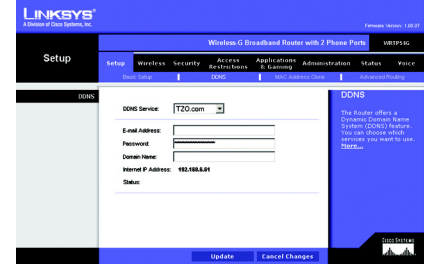 LINKSYS®
A Division of Cisco Systems, Inc.
Firmware Version: 1.00.07
Wireless-G Broadband Router with 2 Phone Ports WRTP54G
Setup
Setup Wireless Security Access Restrictions Applications & Gaming Administration Status Voice
Basic Setup DDNS MAC Address Clone Advanced Routing
DDNS
DDNS Service: TZO.com
E-mail Address:
Password:
Domain Name:
Internet IP Address: 192.168.6.61
Status:
DDNS
The Router offers a
Dynamic Domain Name
System (DDNS) feature.
You can choose which
services you want to use.
More...
Update Cancel Changes
CISCO SYSTEMS